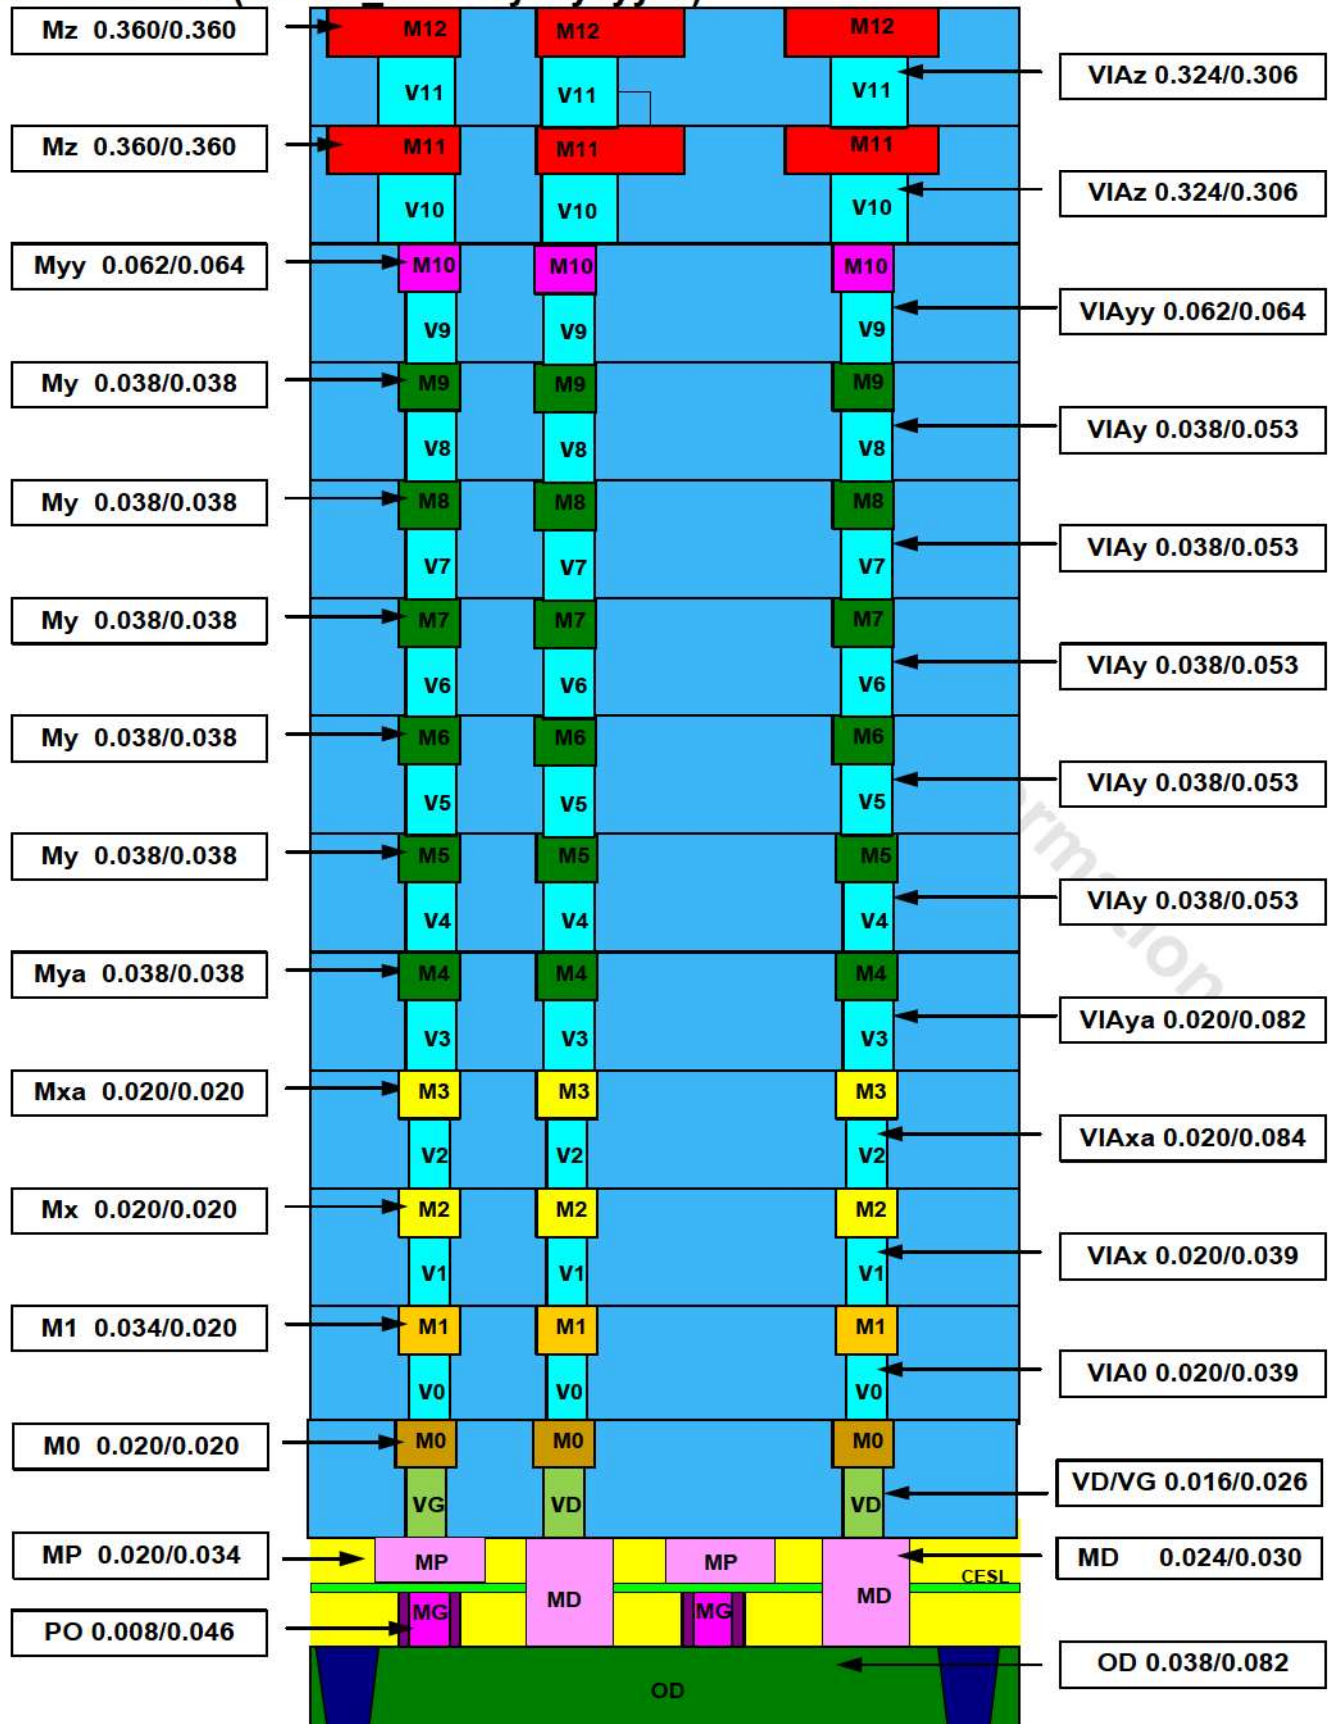 Mz 0.360/0.360
M12 M12 M12
VIAz 0.324/0.306
V11 V11 V11
Mz 0.360/0.360
M11 M11 M11
VIAz 0.324/0.306
V10 V10 V10
Myy 0.062/0.064
M10 M10 M10
VIAyy 0.062/0.064
V9 V9 V9
My 0.038/0.038
M9 M9 M9
VIAy 0.038/0.053
V8 V8 V8
My 0.038/0.038
M8 M8 M8
VIAy 0.038/0.053
V7 V7 V7
My 0.038/0.038
M7 M7 M7
VIAy 0.038/0.053
V6 V6 V6
My 0.038/0.038
M6 M6 M6
VIAy 0.038/0.053
V5 V5 V5
My 0.038/0.038
M5 M5 M5
VIAy 0.038/0.053
V4 V4 V4
Mya 0.038/0.038
M4 M4 M4
VIAya 0.020/0.082
V3 V3 V3
Mxa 0.020/0.020
M3 M3 M3
VIAxa 0.020/0.084
V2 V2 V2
Mx 0.020/0.020
M2 M2 M2
VIAx 0.020/0.039
V1 V1 V1
M1 0.034/0.020
M1 M1 M1
VIA0 0.020/0.039
V0 V0 V0
M0 0.020/0.020
M0 M0 M0
VD/VG 0.016/0.026
VG VD VD
MP 0.020/0.034
MP MP
MD 0.024/0.030
CESL
MD MD
MG MG
PO 0.008/0.046
OD 0.038/0.082
OD